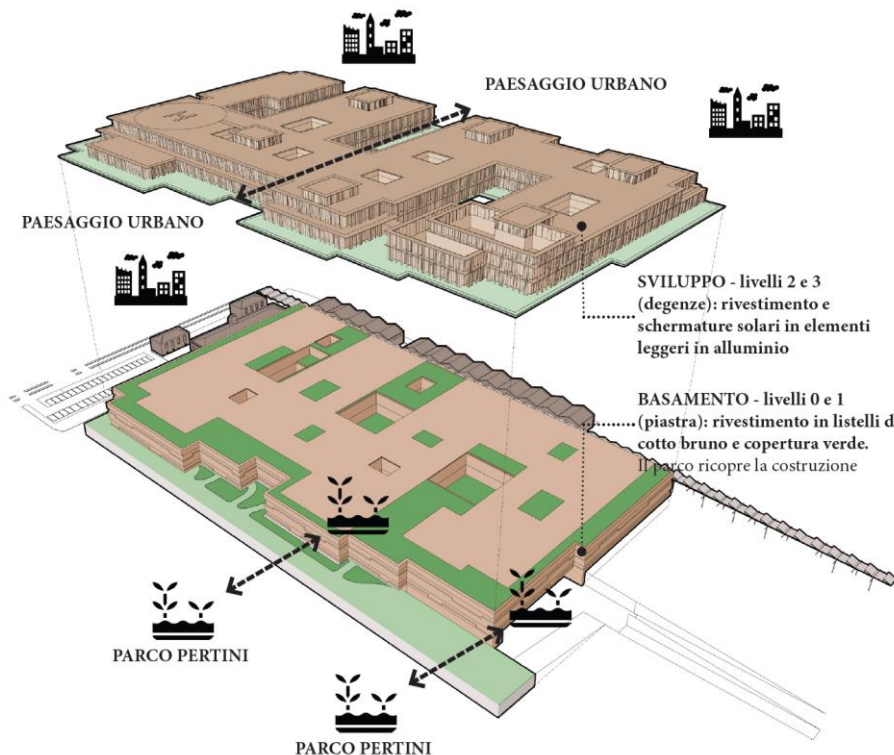 PAESAGGIO URBANO
PAESAGGIO URBANO
SVILUPPO - livelli 2 e 3
(degenze): rivestimento e
schermature solari in elementi
leggeri in alluminio
BASAMENTO - livelli 0 e 1
(piastra): rivestimento in listelli d
cotto bruno e copertura verde.
Il parco ricopre la costruzione
PARCO PERTINI
PARCO PERTINI